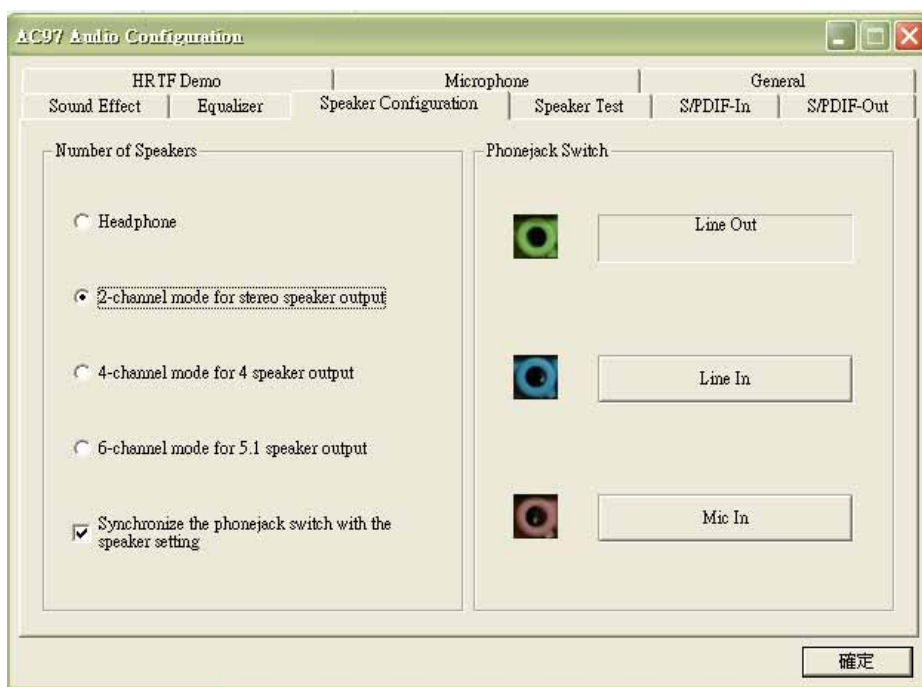 AC97 Audio Configuration
HRTF Demo
Microphone
General
Sound Effect
Equalizer
Speaker Configuration
Speaker Test
S/PDIF-In
S/PDIF-Out
Number of Speakers
Headphone
2-channel mode for stereo speaker output
4-channel mode for 4 speaker output
6-channel mode for 5.1 speaker output
Synchronize the phonejack switch with the
speaker setting
Phonejack Switch
Line Out
Line In
Mic In
確定